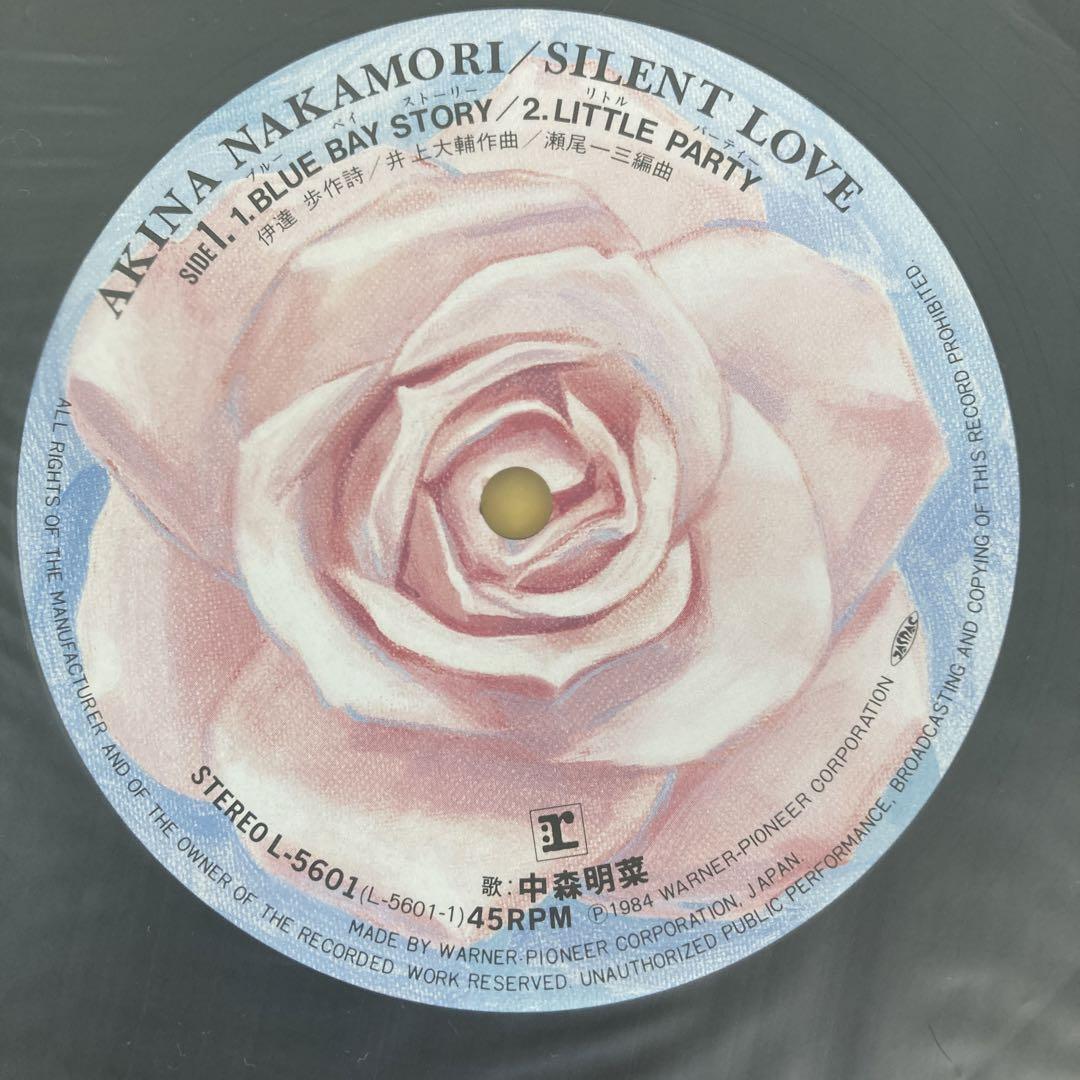 AKINA NAKAMORI/SILENT LOVE
ブルー ベイ ストーリー リトル パーティー
SIDE 1. 1.BLUE BAY STORY/2.LITTLE PARTY
伊達 歩作詩/井上大輔作曲/瀬尾一三編曲
r
歌:中森明菜
STEREO L-5601(L-5601-1)45RPM Ⓟ1984 WARNER-PIONEER CORPORATION JASRAC
MADE BY WARNER-PIONEER CORPORATION, JAPAN
ALL RIGHTS OF THE MANUFACTURER AND OF THE OWNER OF THE RECORDED WORK RESERVED. UNAUTHORIZED PUBLIC PERFORMANCE, BROADCASTING AND COPYING OF THIS RECORD PROHIBITED.